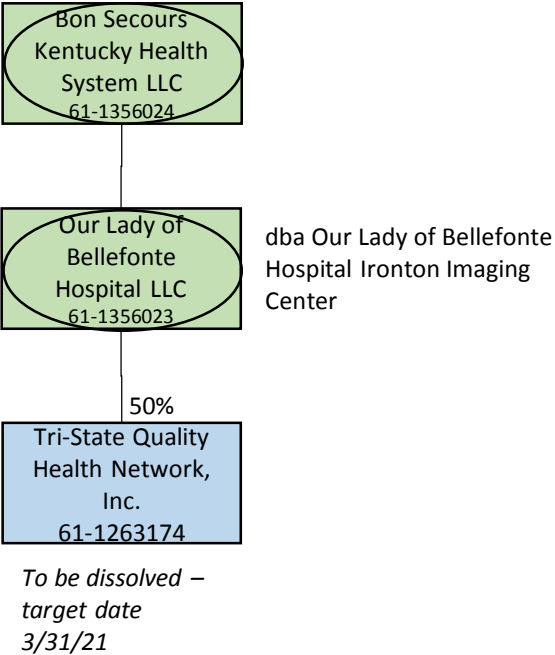 Bon Secours
Kentucky Health
System LLC
61-1356024
Our Lady of
Bellefonte
Hospital LLC
61-1356023
dba Our Lady of Bellefonte
Hospital Ironton Imaging
Center
50%
Tri-State Quality
Health Network,
Inc.
61-1263174
To be dissolved –
target date
3/31/21